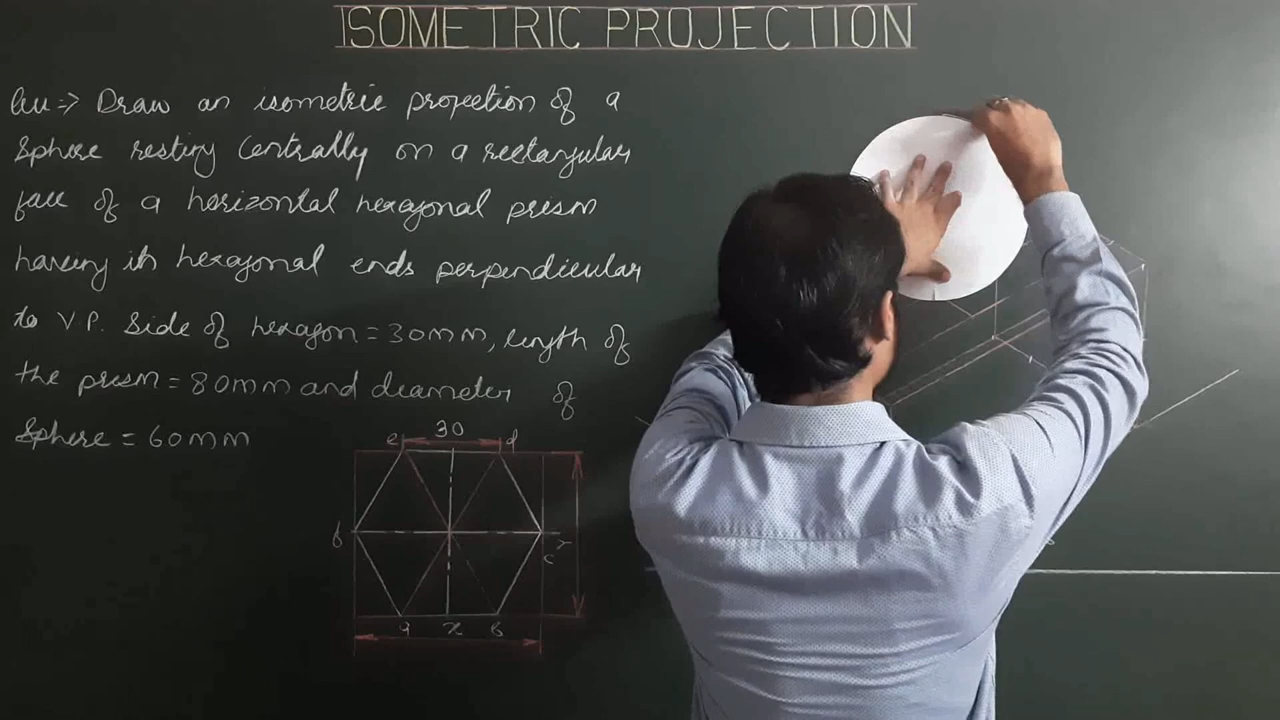 ISOMETRIC PROJECTION
Draw an isometric projection of a
Sphere resting Centrally on a rectangular
face of a horizontal hexagonal prism
having its hexagonal ends perpendicular
to V.P. Side of hexagon = 30mm, length of
the prism = 80mm and diameter of
Sphere = 60mm
e 30 d
f
c
a x b